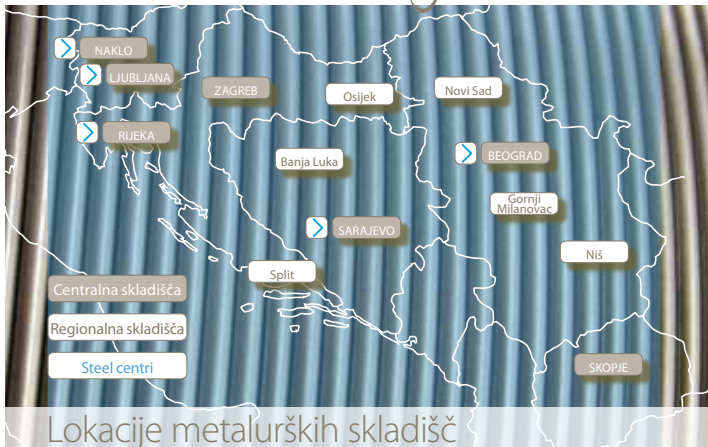 NAKLO
LJUBLJANA
ZAGREB
Osijek
Novi Sad
RIJEKA
BEOGRAD
Banja Luka
Gornji
Milanovac
SARAJEVO
Niš
Split
Centralna skladišča
Regionalna skladišča
Steel centri
SKOPJE
Lokacije metalurških skladišč